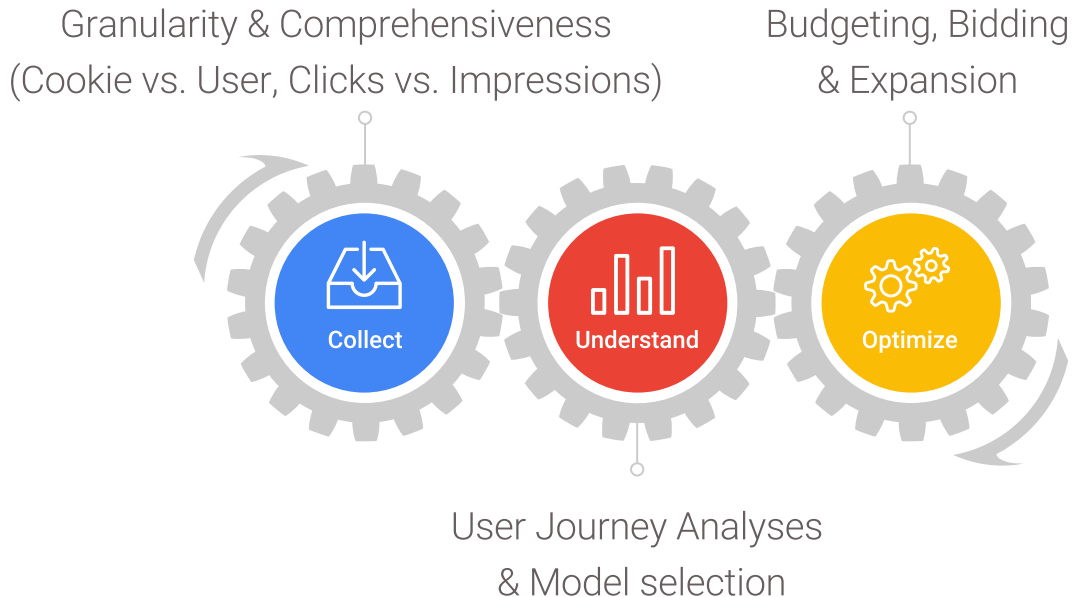 Granularity & Comprehensiveness
(Cookie vs. User, Clicks vs. Impressions)
Budgeting, Bidding
& Expansion
Collect
Understand
Optimize
User Journey Analyses
& Model selection